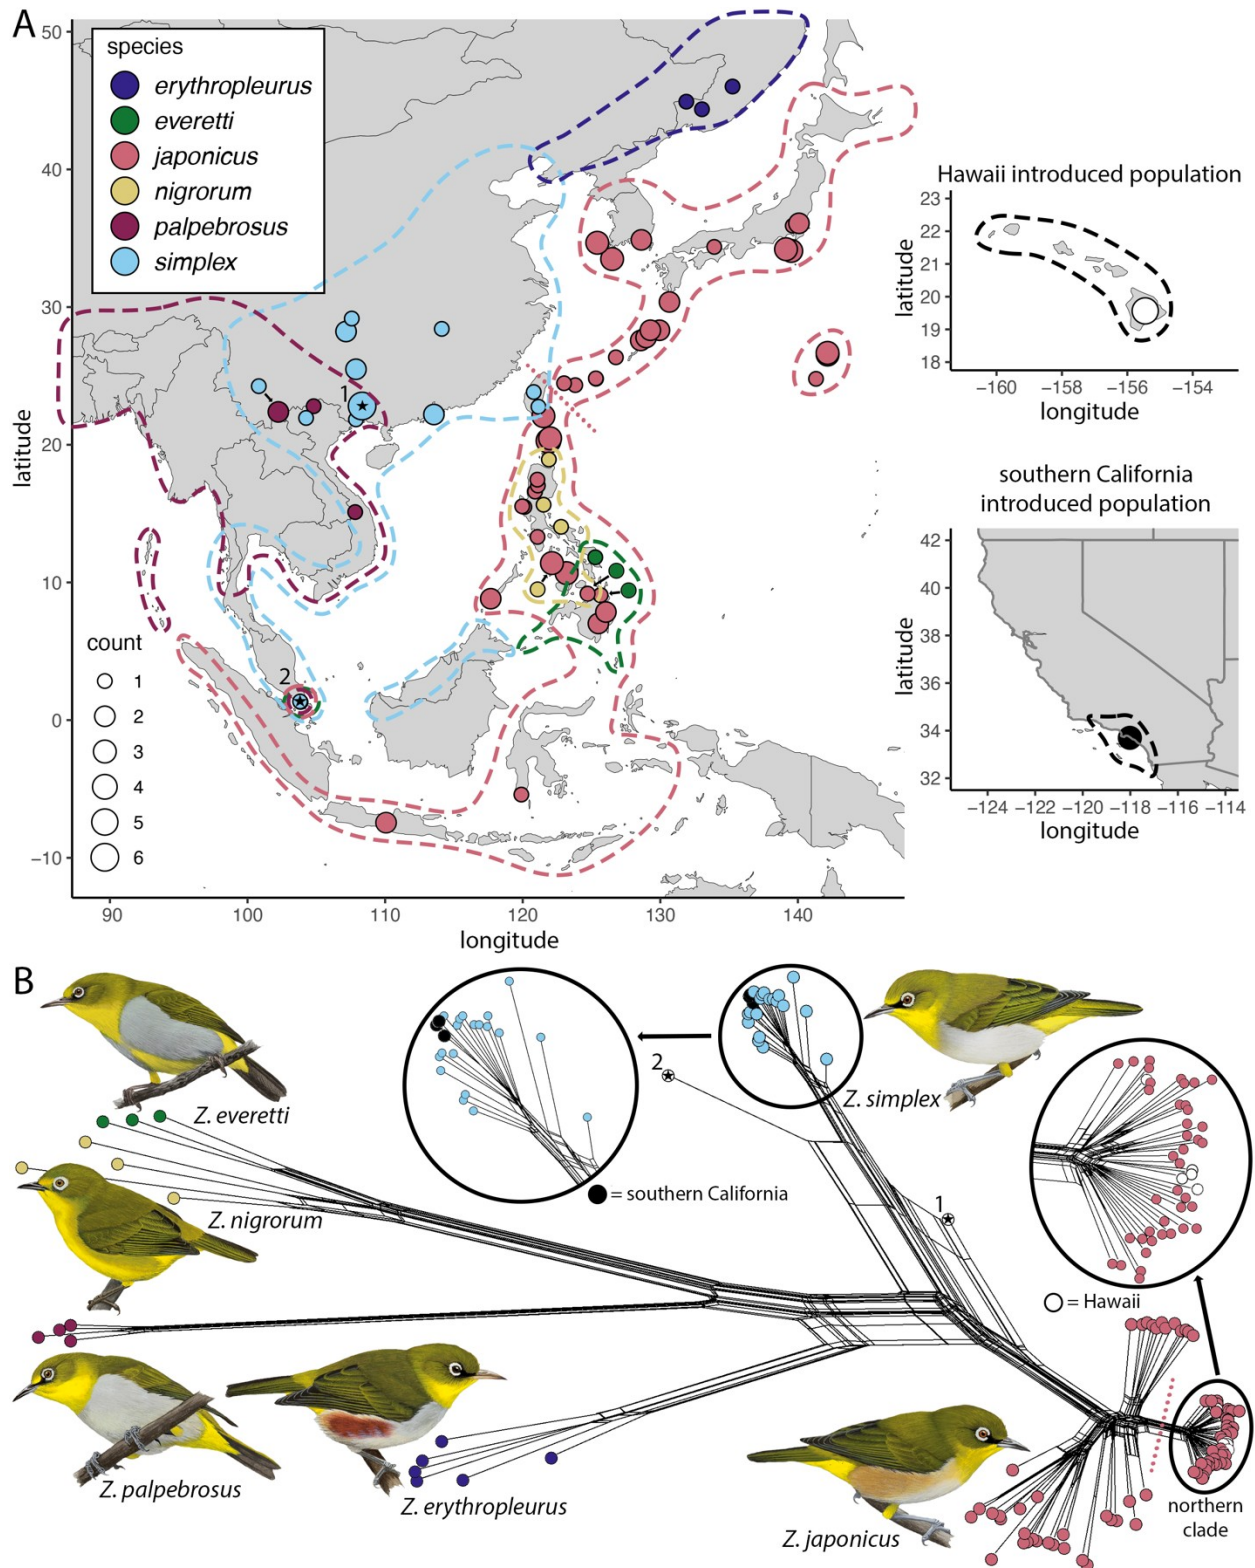 A
species
erythropleurus
everetti
japonicus
nigrorum
palpebrosus
simplex
count
1
2
3
4
5
6
1
2
50
40
30
20
10
0
−10
latitude
90
100
110
120
130
140
longitude
Hawaii introduced population
23
22
21
20
19
18
latitude
−160
−158
−156
−154
longitude
southern California
introduced population
42
40
38
36
34
32
latitude
−124
−122
−120
−118
−116
−114
longitude
B
Z. everetti
Z. nigrorum
Z. palpebrosus
Z. erythropleurus
2
= southern California
Z. simplex
1
= Hawaii
Z. japonicus
northern
clade